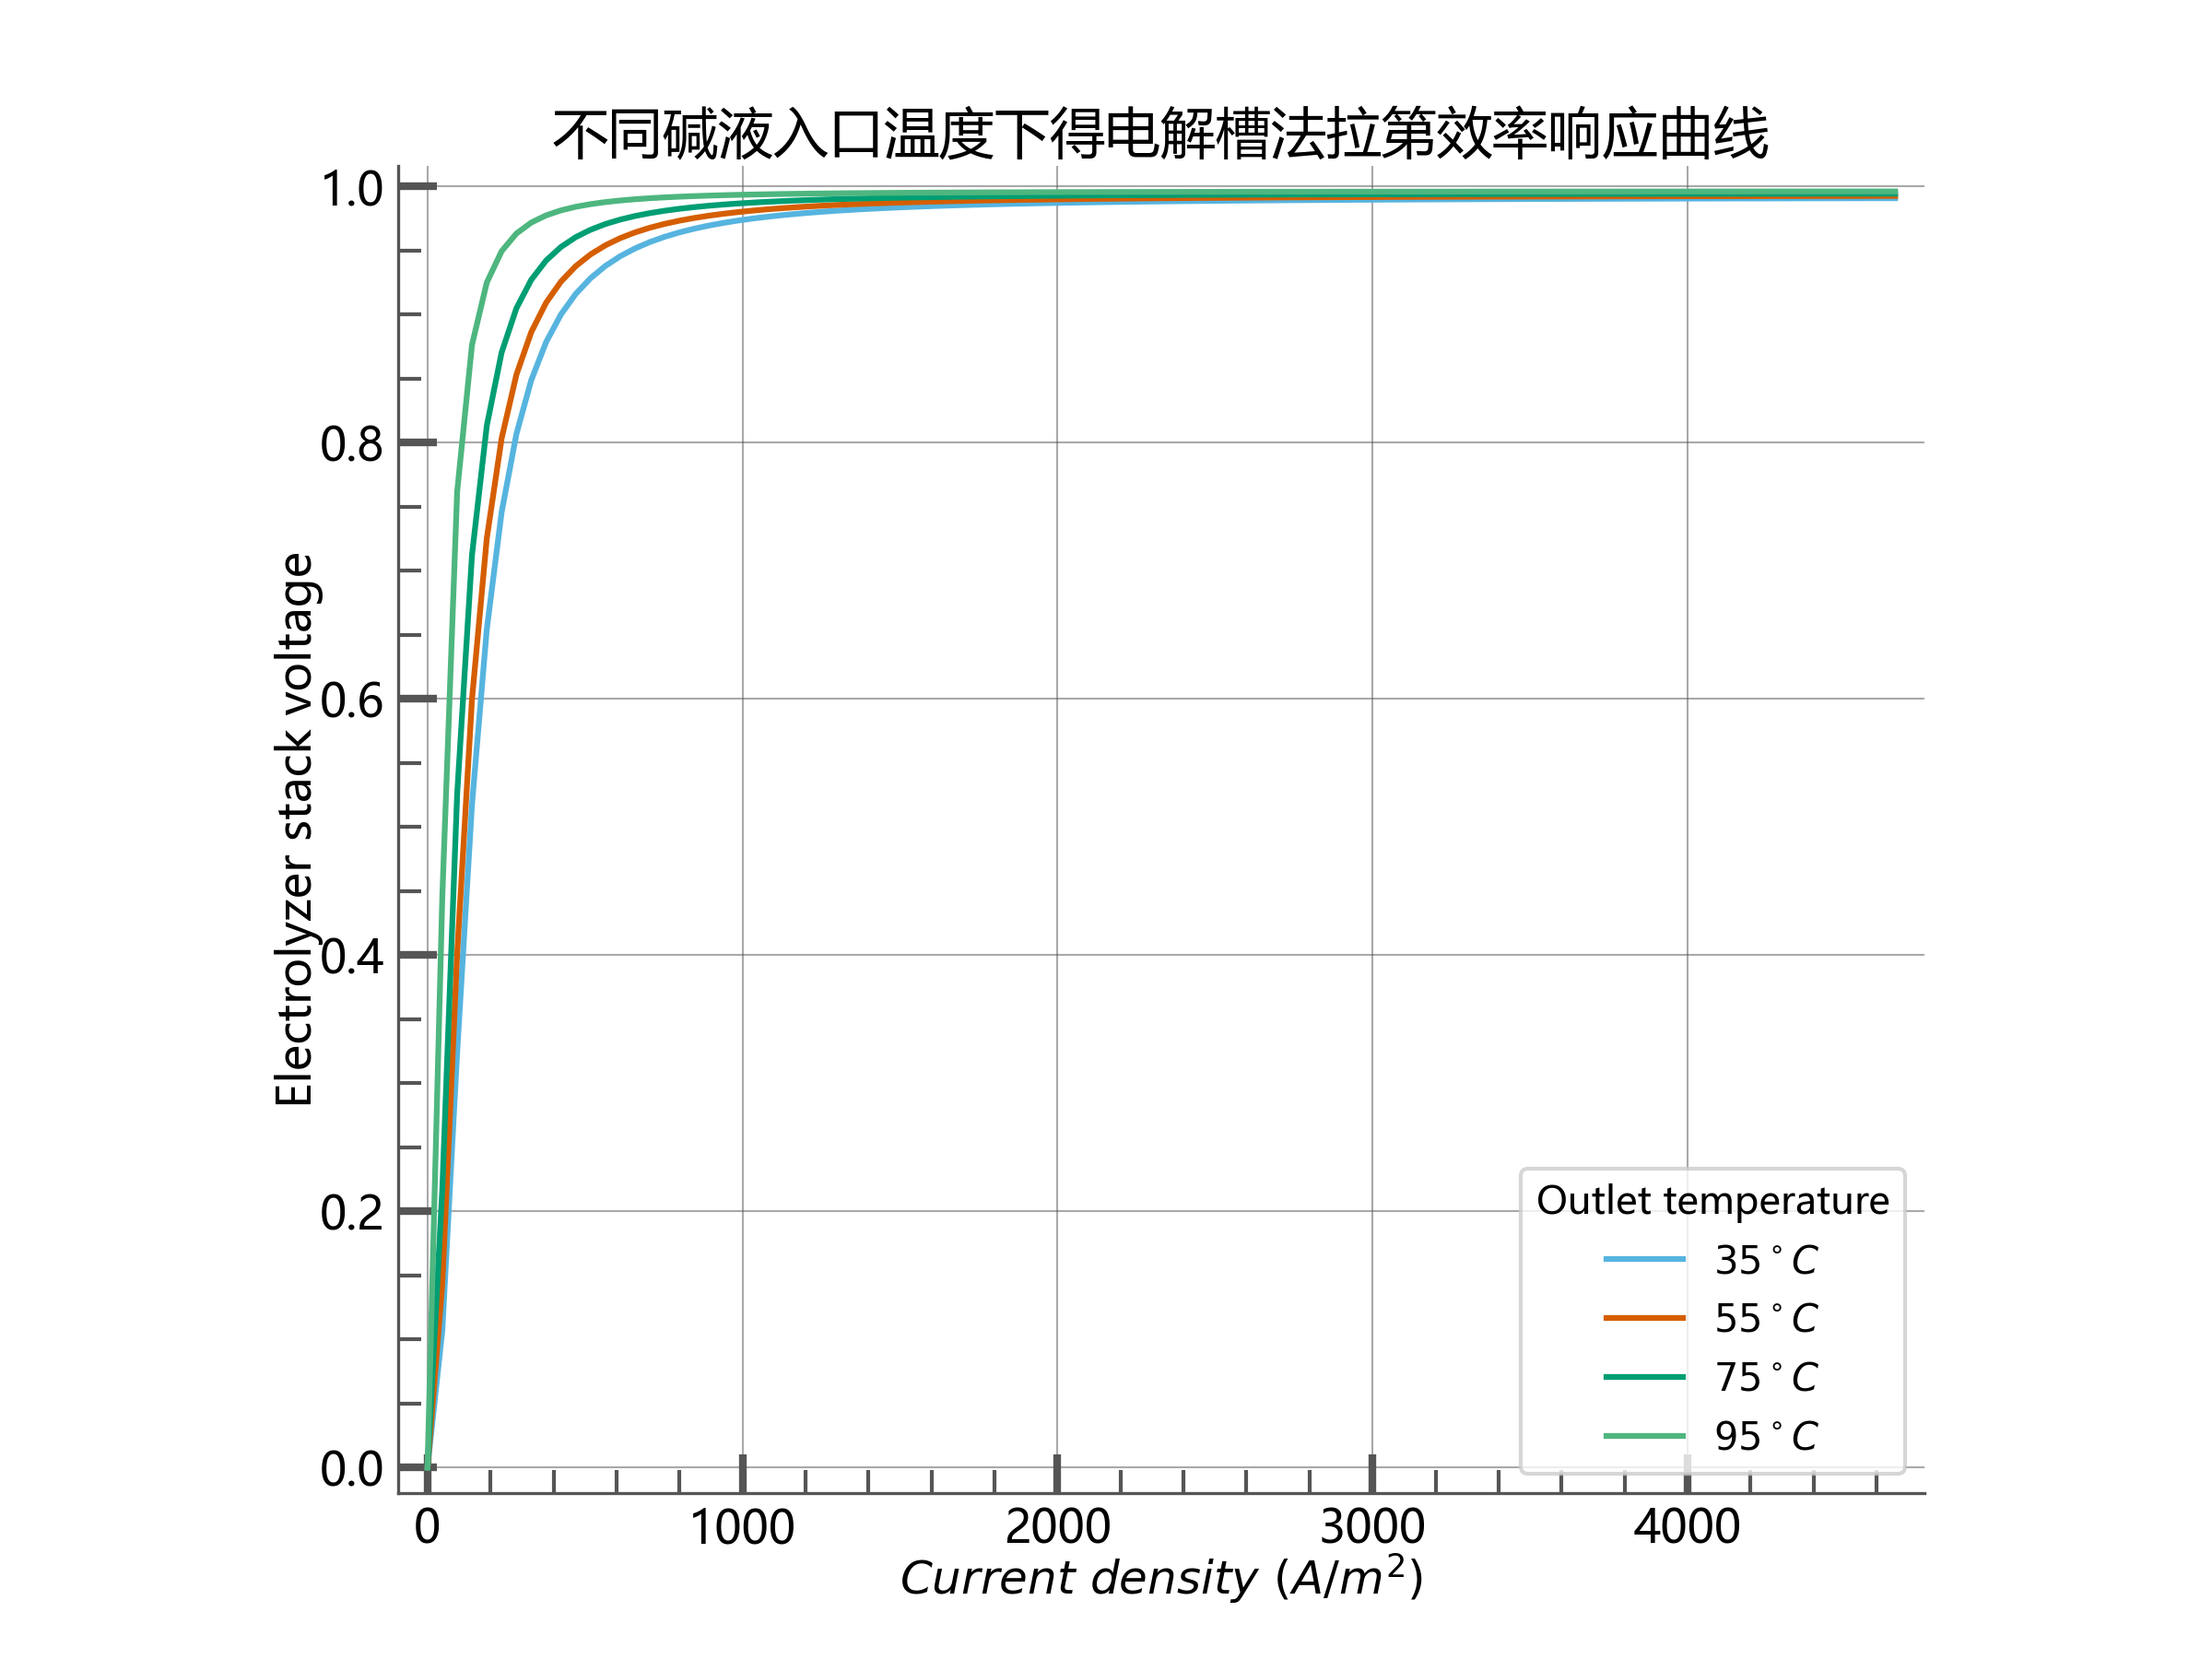 不同碱液入口温度下得电解槽法拉第效率响应曲线
Electrolyzer stack voltage
1.0
0.8
0.6
0.4
0.2
0.0
0 1000 2000 3000 4000
Current density (A/m²)
Outlet temperature
35°C
55°C
75°C
95°C